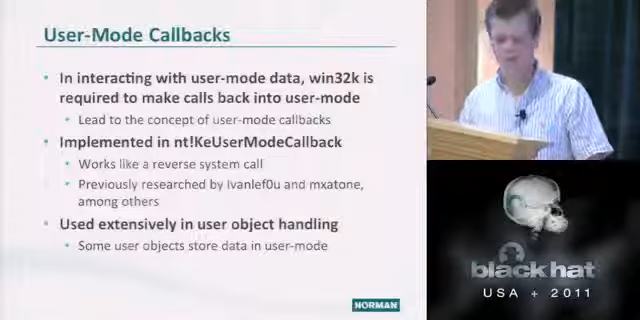 User-Mode Callbacks
• In interacting with user-mode data, win32k is
required to make calls back into user-mode
• Lead to the concept of user-mode callbacks
• Implemented in nt!KeUserModeCallback
• Works like a reverse system call
• Previously researched by Ivanlef0u and mxatone,
among others
• Used extensively in user object handling
• Some user objects store data in user-mode
NORMAN
black hat
USA + 2011